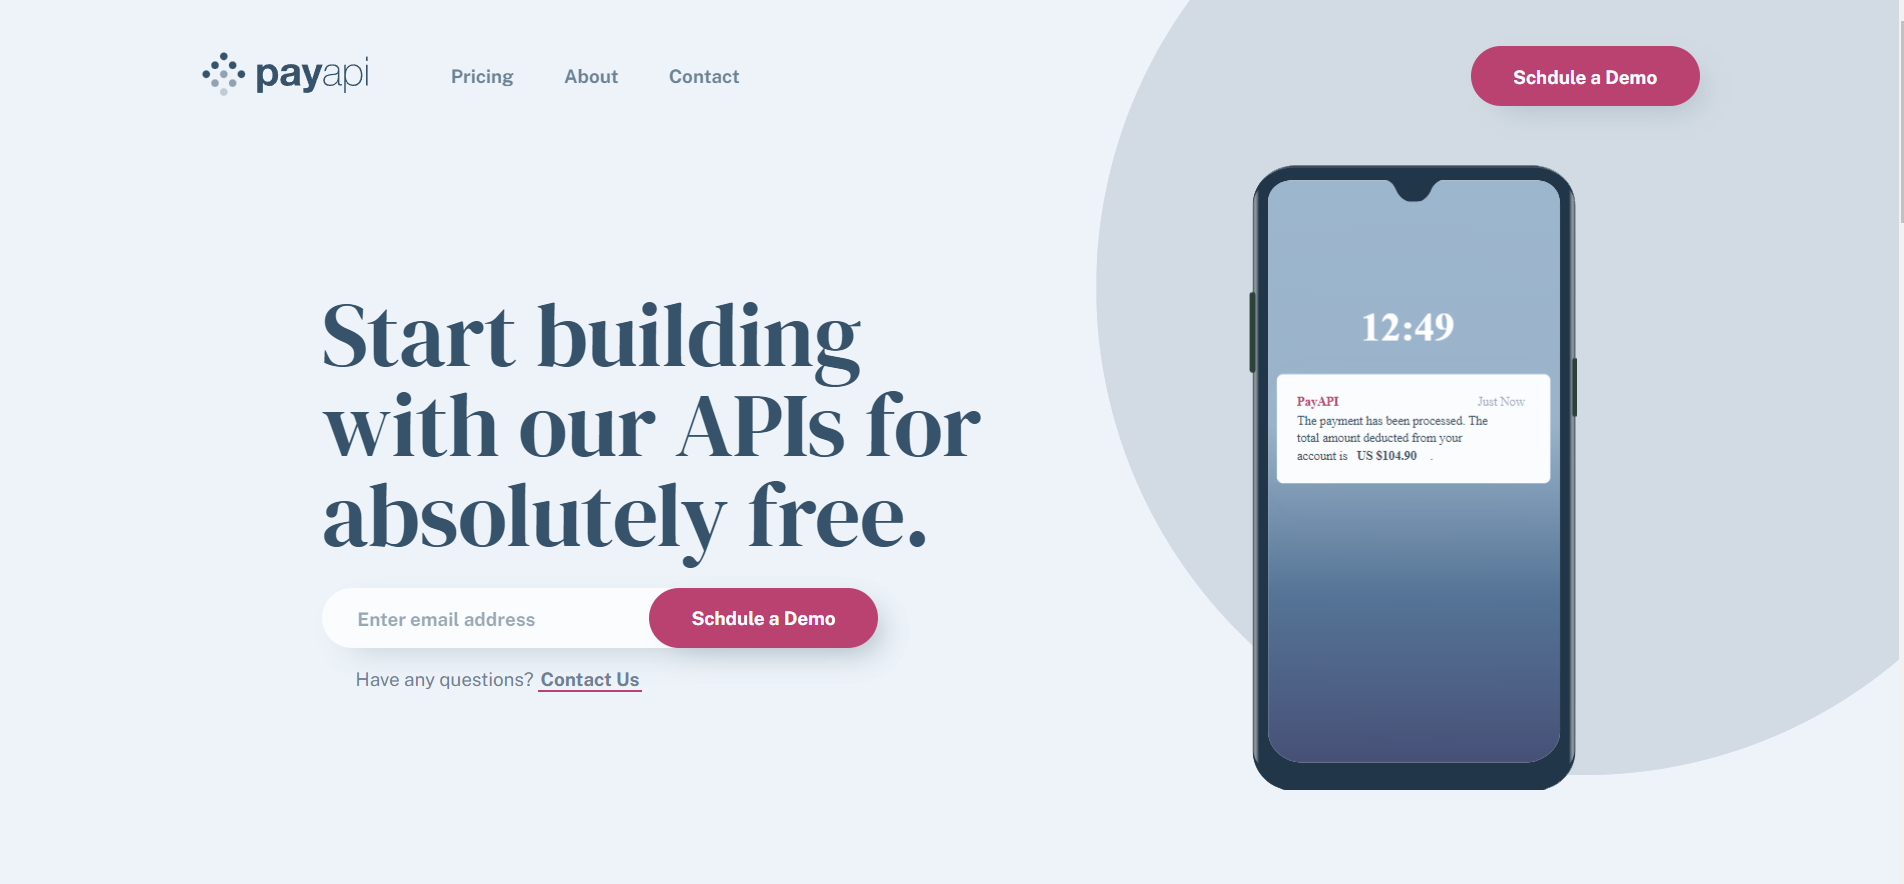 payapi
Pricing
About
Contact
Schdule a Demo
Start building
with our APIs for
absolutely free.
Enter email address
Schdule a Demo
Have any questions? Contact Us
12:49
PayAPI Just Now
The payment has been processed. The
total amount deducted from your
account is US $104.90 .